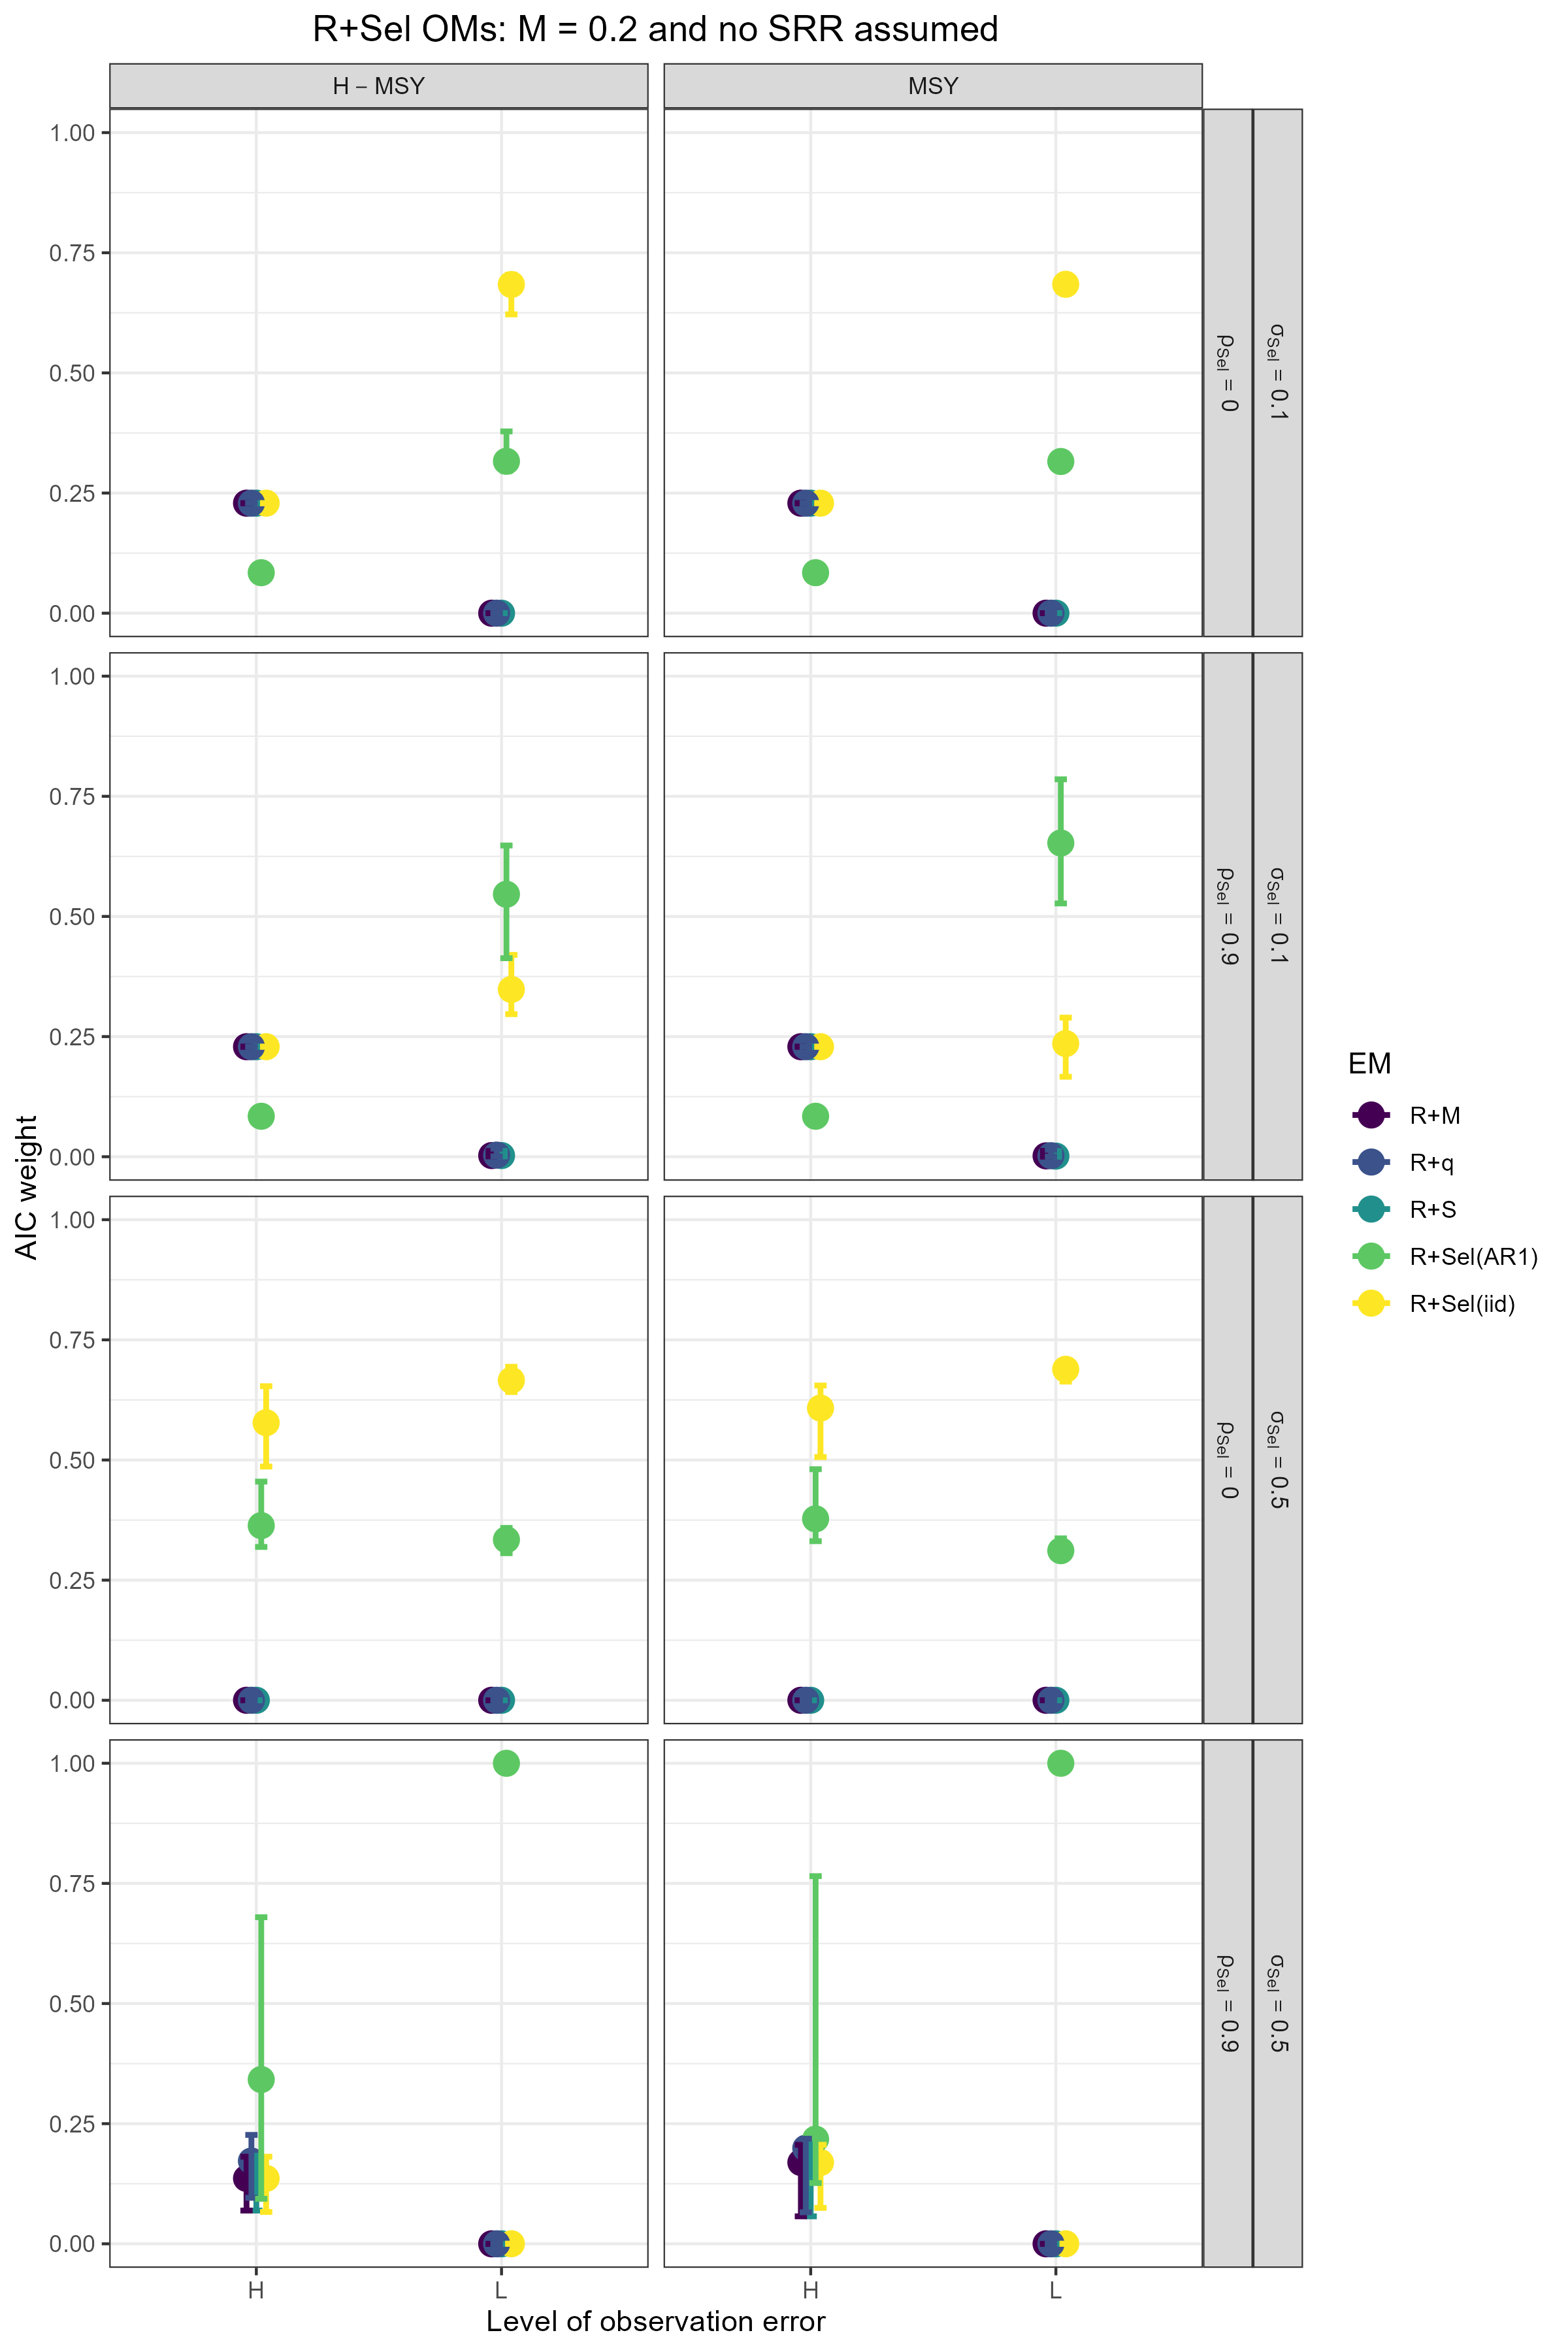 R+Sel OMs: M = 0.2 and no SRR assumed
H − MSY
MSY
1.00
0.75
0.50
0.25
0.00
ρSel = 0
σSel = 0.1
1.00
0.75
0.50
0.25
0.00
ρSel = 0.9
σSel = 0.1
1.00
0.75
0.50
0.25
0.00
ρSel = 0
σSel = 0.5
1.00
0.75
0.50
0.25
0.00
ρSel = 0.9
σSel = 0.5
AIC weight
H
L
H
L
Level of observation error
EM
R+M
R+q
R+S
R+Sel(AR1)
R+Sel(iid)